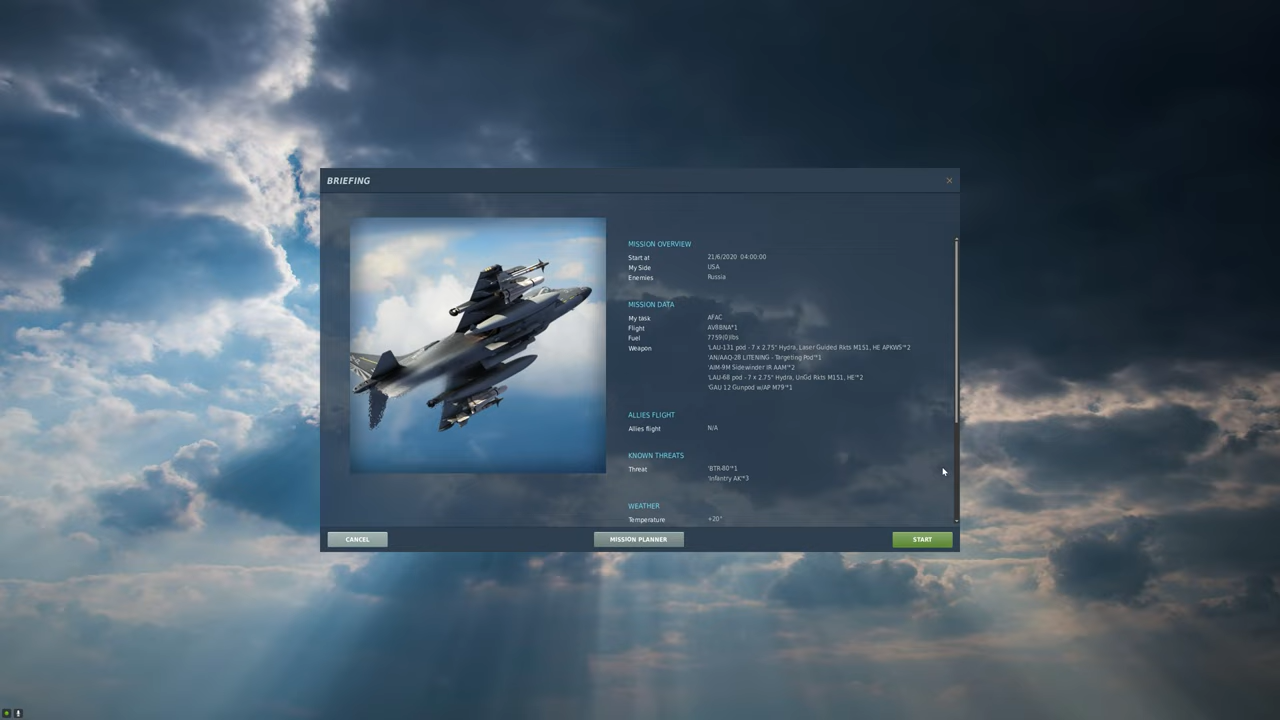 BRIEFING
MISSION OVERVIEW
Start at 21/6/2020 04:00:00
My Side USA
Enemies Russia
MISSION DATA
My task AFAC
Flight AV8BNA*1
Fuel 7759(0)lbs
Weapon 'LAU-131 pod - 7 x 2.75" Hydra, Laser Guided Rkts M151, HE APKWS'*2
'AN/AAQ-28 LITENING - Targeting Pod'*1
'AIM-9M Sidewinder IR AAM'*2
'LAU-68 pod - 7 x 2.75" Hydra, UnGd Rkts M151, HE'*2
'GAU 12 Gunpod w/AP M79'*1
ALLIES FLIGHT
Allies flight N/A
KNOWN THREATS
Threat 'BTR-80'*1
'Infantry AK'*3
WEATHER
Temperature +20°
CANCEL MISSION PLANNER START